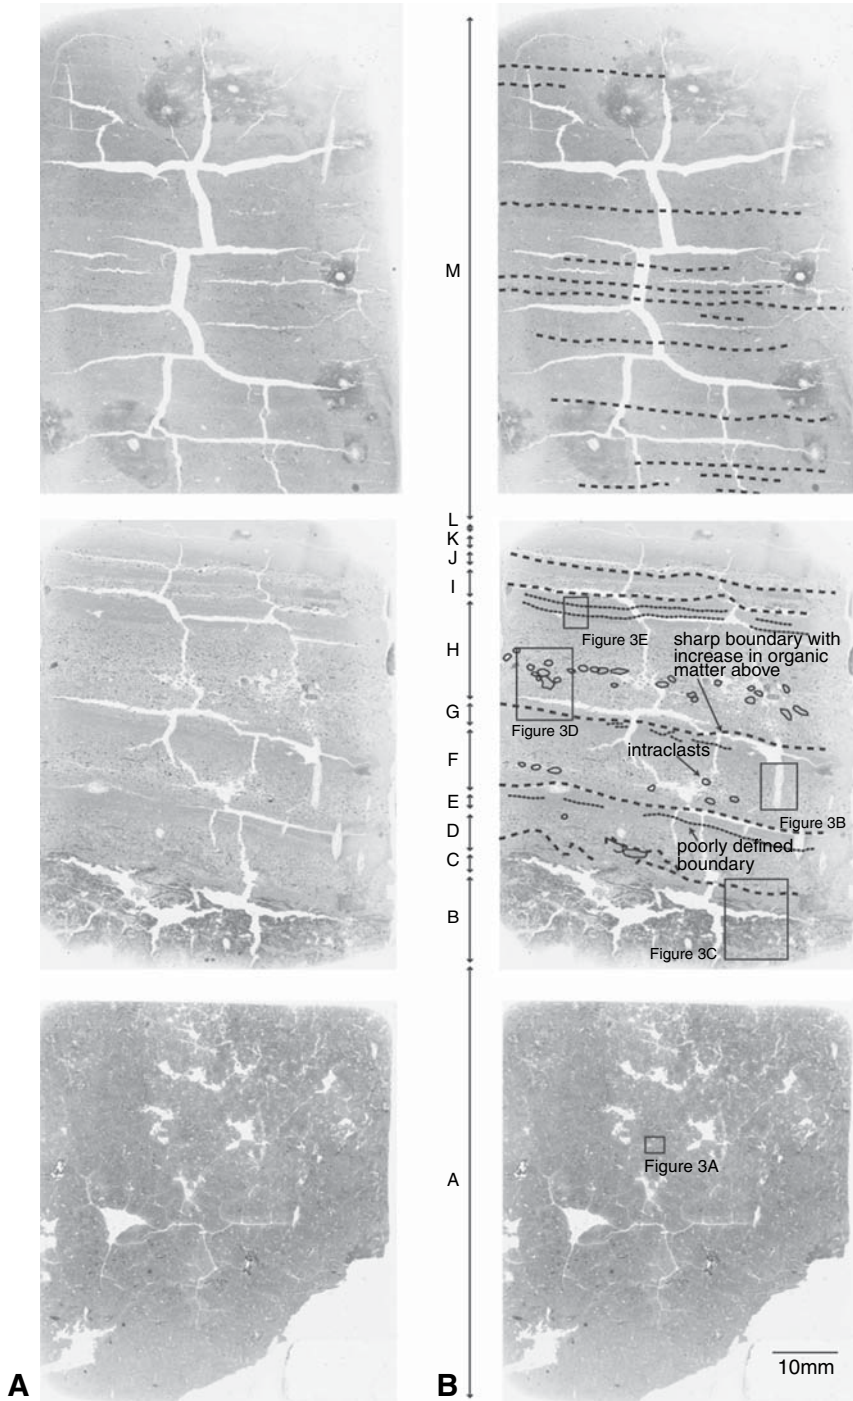 M
L
K
J
I
H
G
F
E
D
C
B
A
Figure 3E
sharp boundary with
increase in organic
matter above
Figure 3D
intraclasts
Figure 3B
poorly defined
boundary
Figure 3C
Figure 3A
10mm
A
B